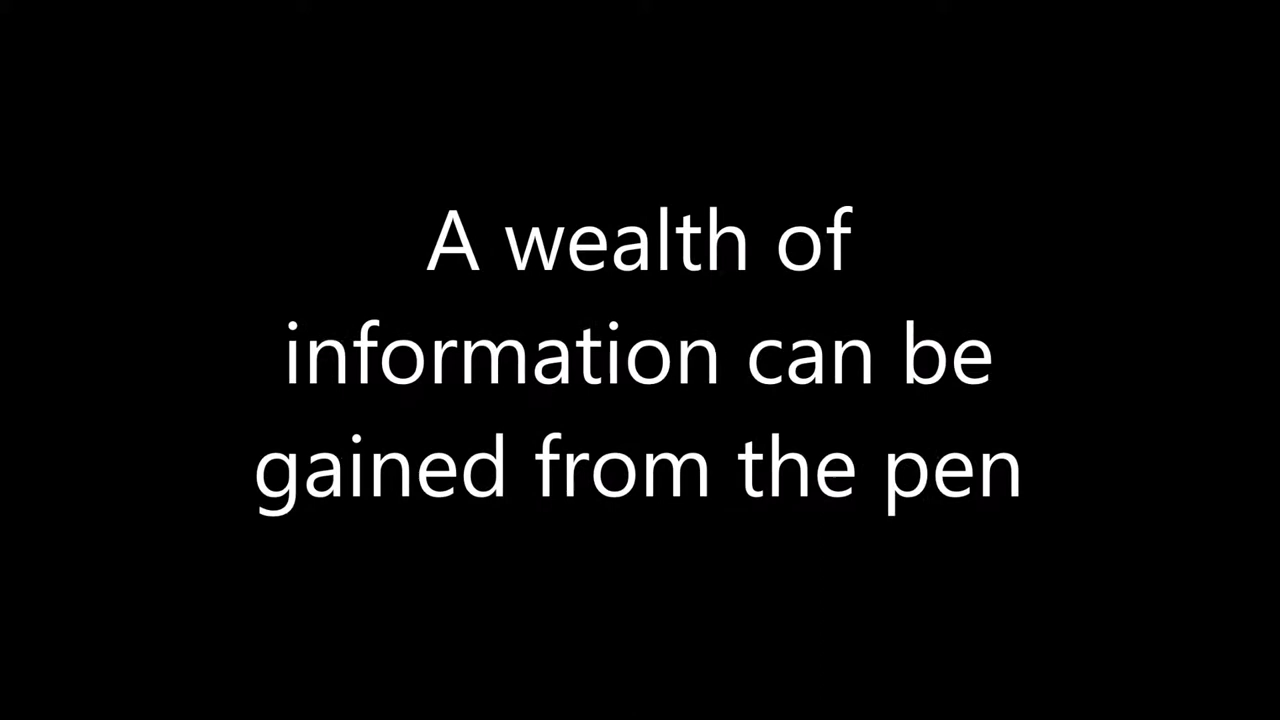 A wealth of
information can be
gained from the pen